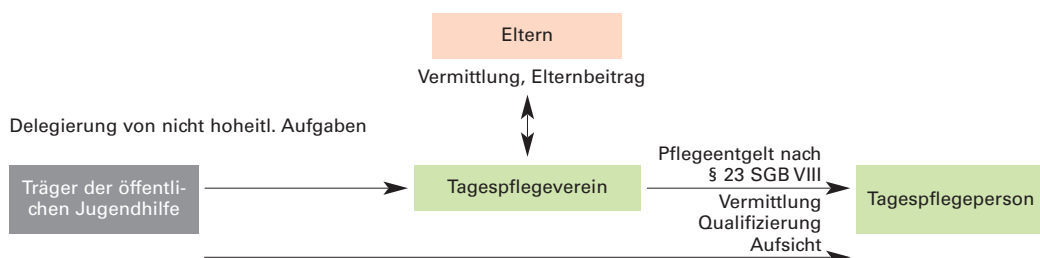 Eltern
Vermittlung, Elternbeitrag
Delegierung von nicht hoheitl. Aufgaben
Träger der öffentli-
chen Jugendhilfe
Tagespflegeverein
Pflegeentgelt nach
§ 23 SGB VIII
Vermittlung
Qualifizierung
Aufsicht
Tagespflegeperson